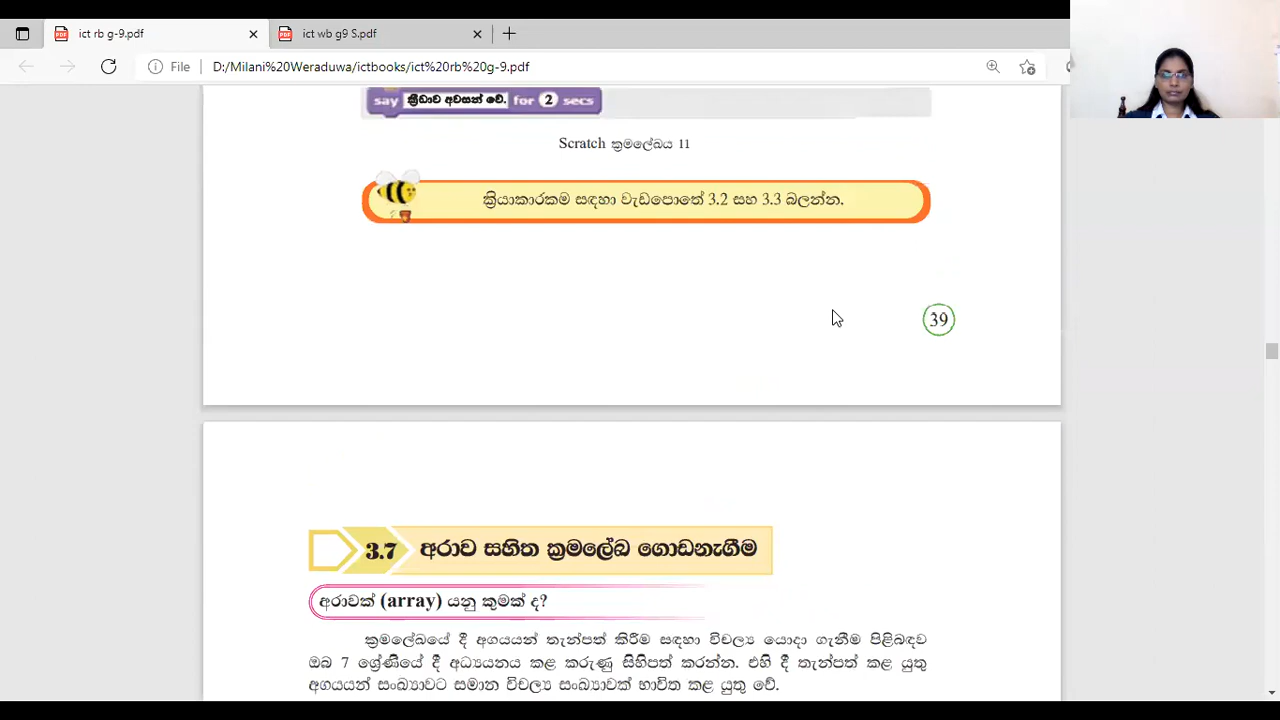 ict rb g-9.pdf
ict wb g9 S.pdf
File D:/Milani%20Weraduwa/ictbooks/ict%20rb%20g-9.pdf
say ක්‍රීඩාව අවසන් වේ. for 2 secs
Scratch ක්‍රමලේඛය 11
ක්‍රියාකාරකම සඳහා වැඩපොතේ 3.2 සහ 3.3 බලන්න.
39
3.7 අරාව සහිත ක්‍රමලේඛ ගොඩනැගීම
අරාවක් (array) යනු කුමක් ද?
ක්‍රමලේඛයේ දී අගයයන් තැන්පත් කිරීම සඳහා විචල්‍ය යොදා ගැනීම පිළිබඳව
ඔබ 7 ශ්‍රේණියේ දී අධ්‍යයනය කළ කරුණු සිහිපත් කරන්න. එහි දී තැන්පත් කළ යුතු
අගයයන් සංඛ්‍යාවට සමාන විචල්‍ය සංඛ්‍යාවක් භාවිත කළ යුතු වේ.